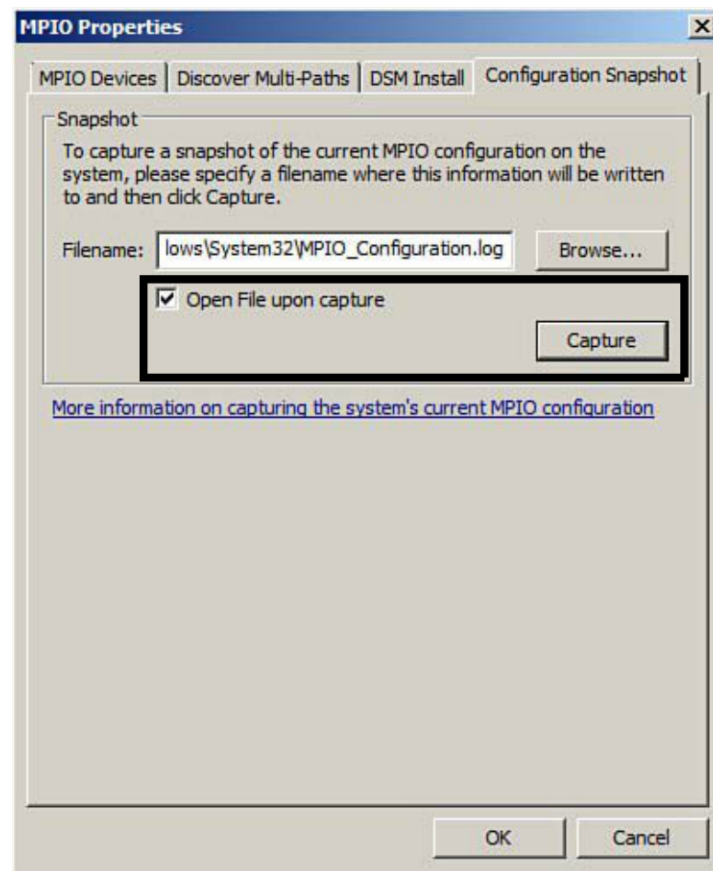 MPIO Properties
MPIO Devices Discover Multi-Paths DSM Install Configuration Snapshot
Snapshot
To capture a snapshot of the current MPIO configuration on the
system, please specify a filename where this information will be written
to and then click Capture.
Filename: lows\System32\MPIO_Configuration.log Browse...
Open File upon capture
Capture
More information on capturing the system's current MPIO configuration
OK Cancel